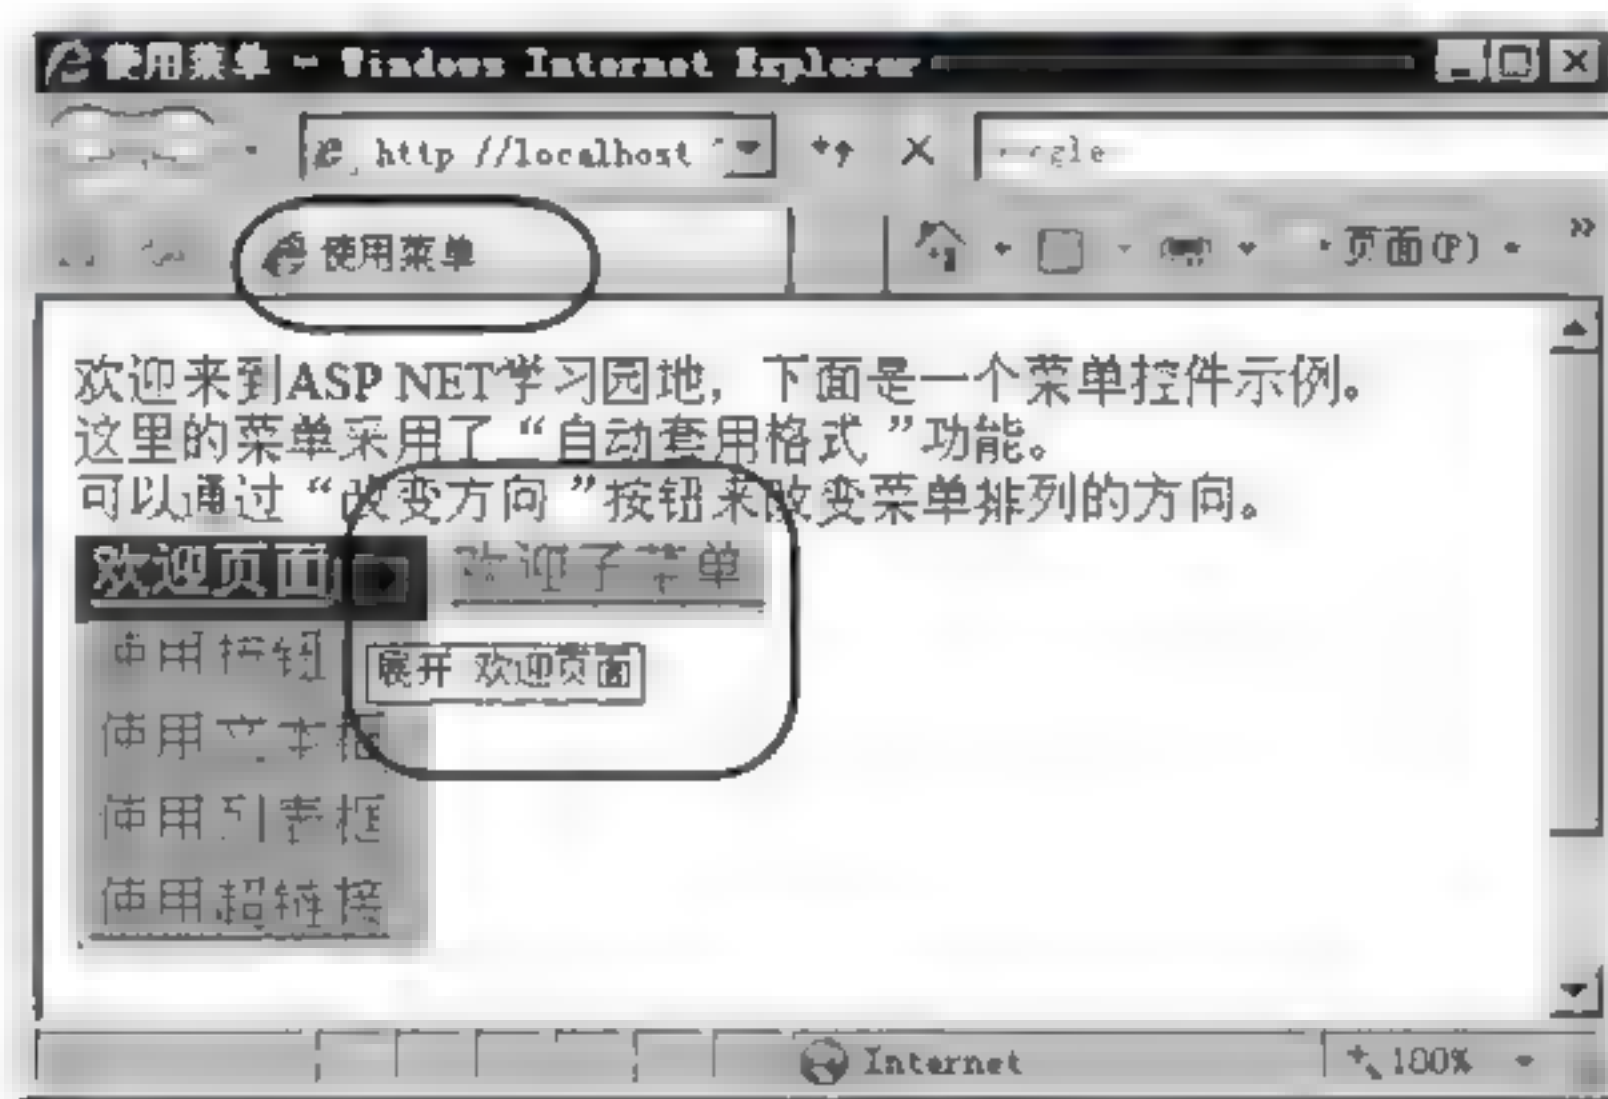 使用菜单 - Windows Internet Explorer
http //localhost
使用菜单
页面(P)
欢迎来到ASP NET学习园地，下面是一个菜单控件示例。
这里的菜单采用了“自动套用格式”功能。
可以通过“改变方向”按钮来改变菜单排列的方向。
欢迎页面 欢迎子菜单
使用按钮
展开 欢迎页面
使用文本框
使用列表框
使用超链接
Internet 100%